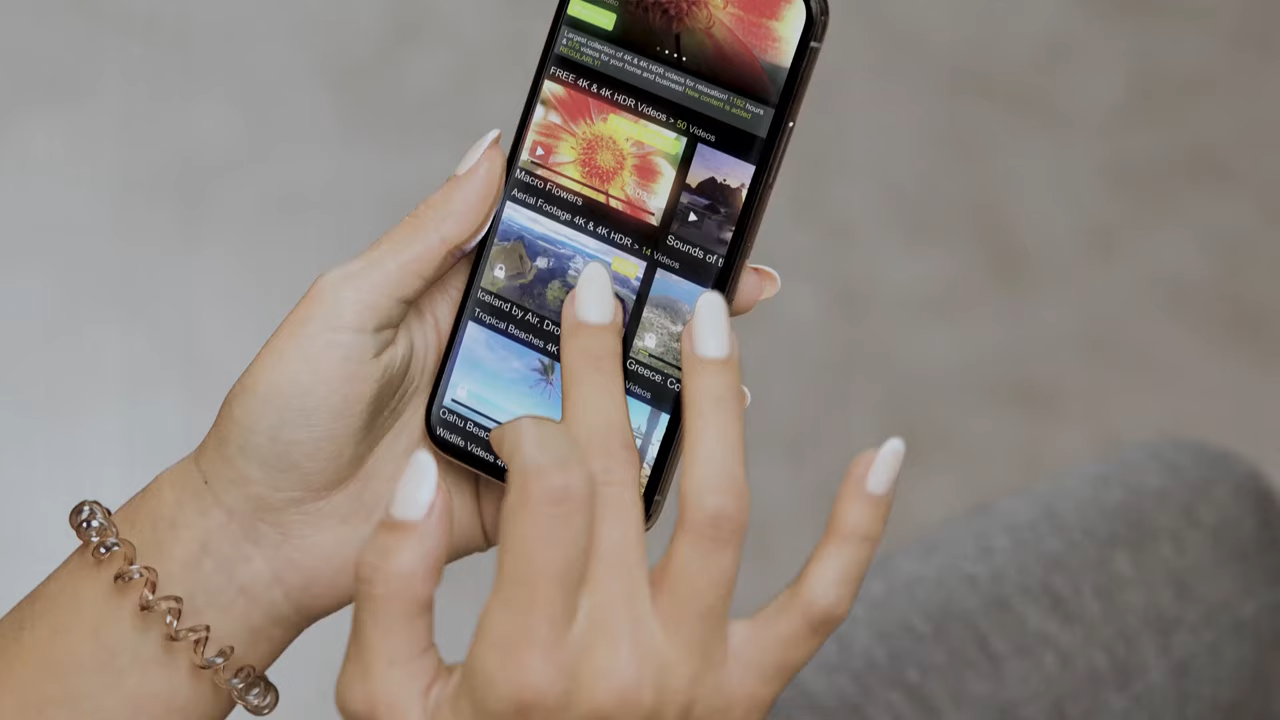 Largest collection of 4K & 4K HDR videos for relaxation! 1182 hours
& 675 videos for your home and business! New content is added
REGULARLY!
FREE 4K & 4K HDR Videos > 50 Videos
Macro Flowers
Sounds of t
Aerial Footage 4K & 4K HDR > 14 Videos
Iceland by Air, Dro
Greece: Co
Tropical Beaches 4K
Videos
Oahu Beac
Wildlife Videos 4K